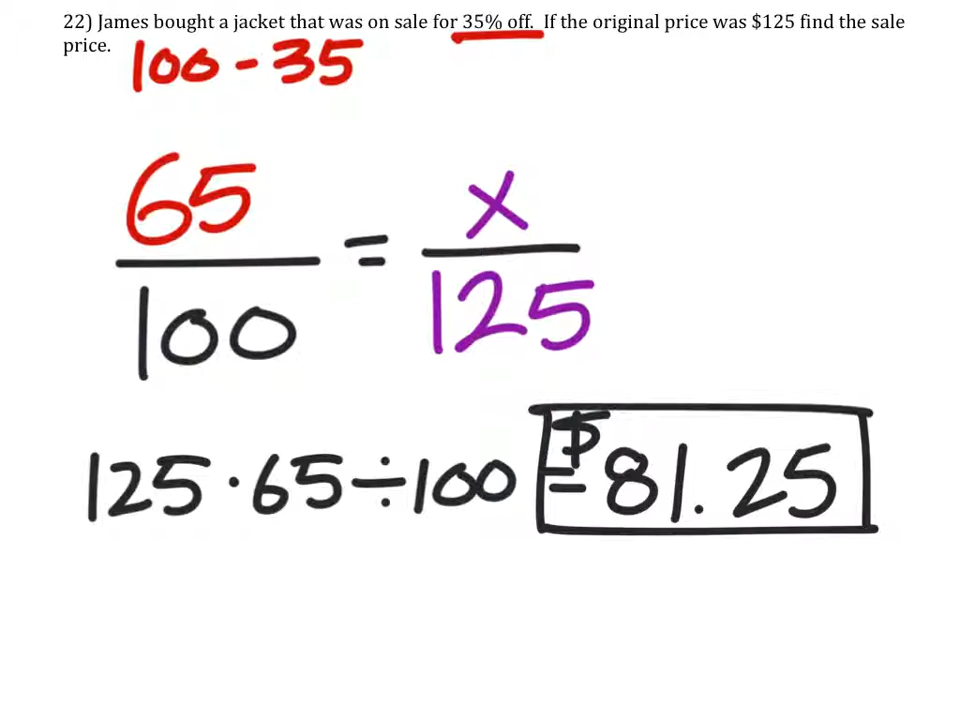 22) James bought a jacket that was on sale for 35% off.  If the original price was $125 find the sale
price.
100 - 35
65/100 = x/125
125 · 65 ÷ 100 = $81.25